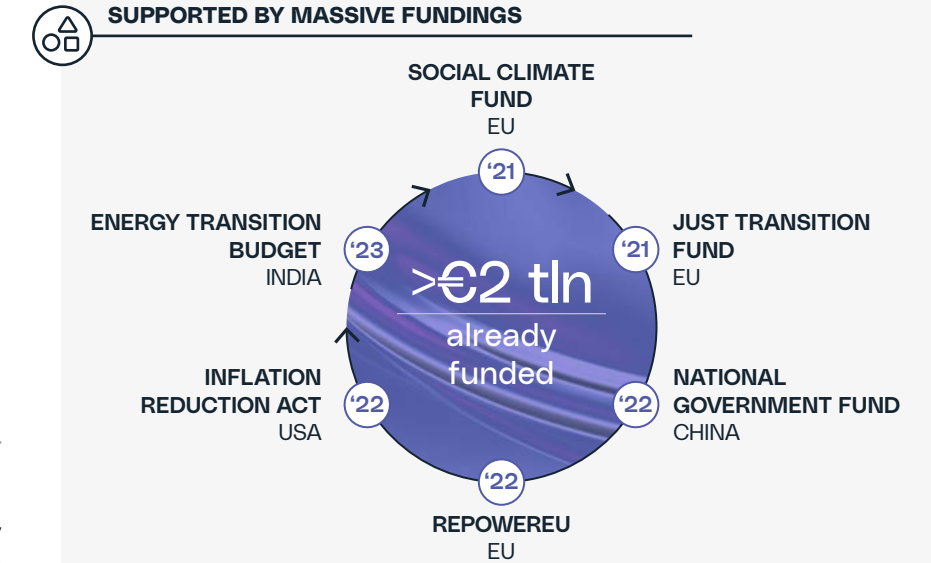 SUPPORTED BY MASSIVE FUNDINGS
SOCIAL CLIMATE
FUND
EU
‘21
JUST TRANSITION
FUND
EU
‘21
NATIONAL
GOVERNMENT FUND
CHINA
‘22
REPOWEREU
EU
‘22
INFLATION
REDUCTION ACT
USA
‘22
ENERGY TRANSITION
BUDGET
INDIA
‘23
>€2 tln
already
funded